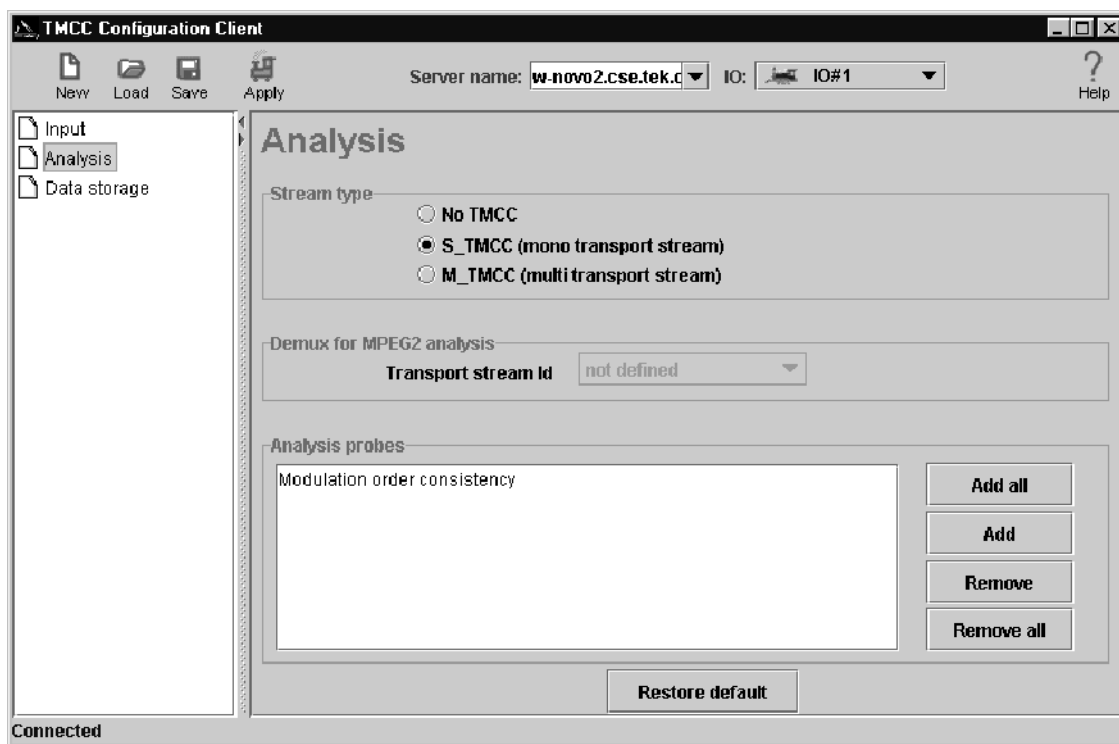 TMCC Configuration Client
New Load Save Apply Server name: w-novo2.cse.tek.c IO: IO#1 Help
Input
Analysis
Data storage
Analysis
Stream type
No TMCC
S_TMCC (mono transport stream)
M_TMCC (multi transport stream)
Demux for MPEG2 analysis
Transport stream Id not defined
Analysis probes
Modulation order consistency
Add all
Add
Remove
Remove all
Restore default
Connected